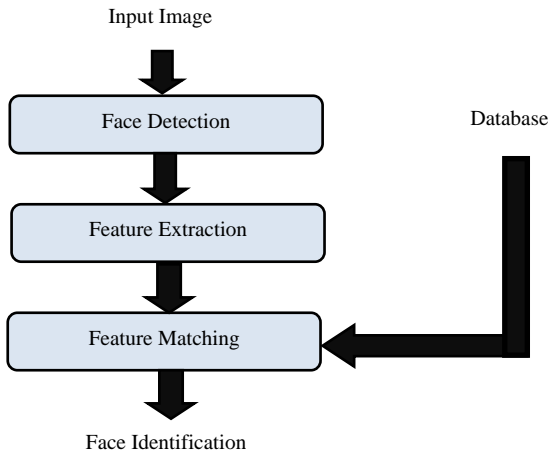 Input Image
Face Detection
Database
Feature Extraction
Feature Matching
Face Identification